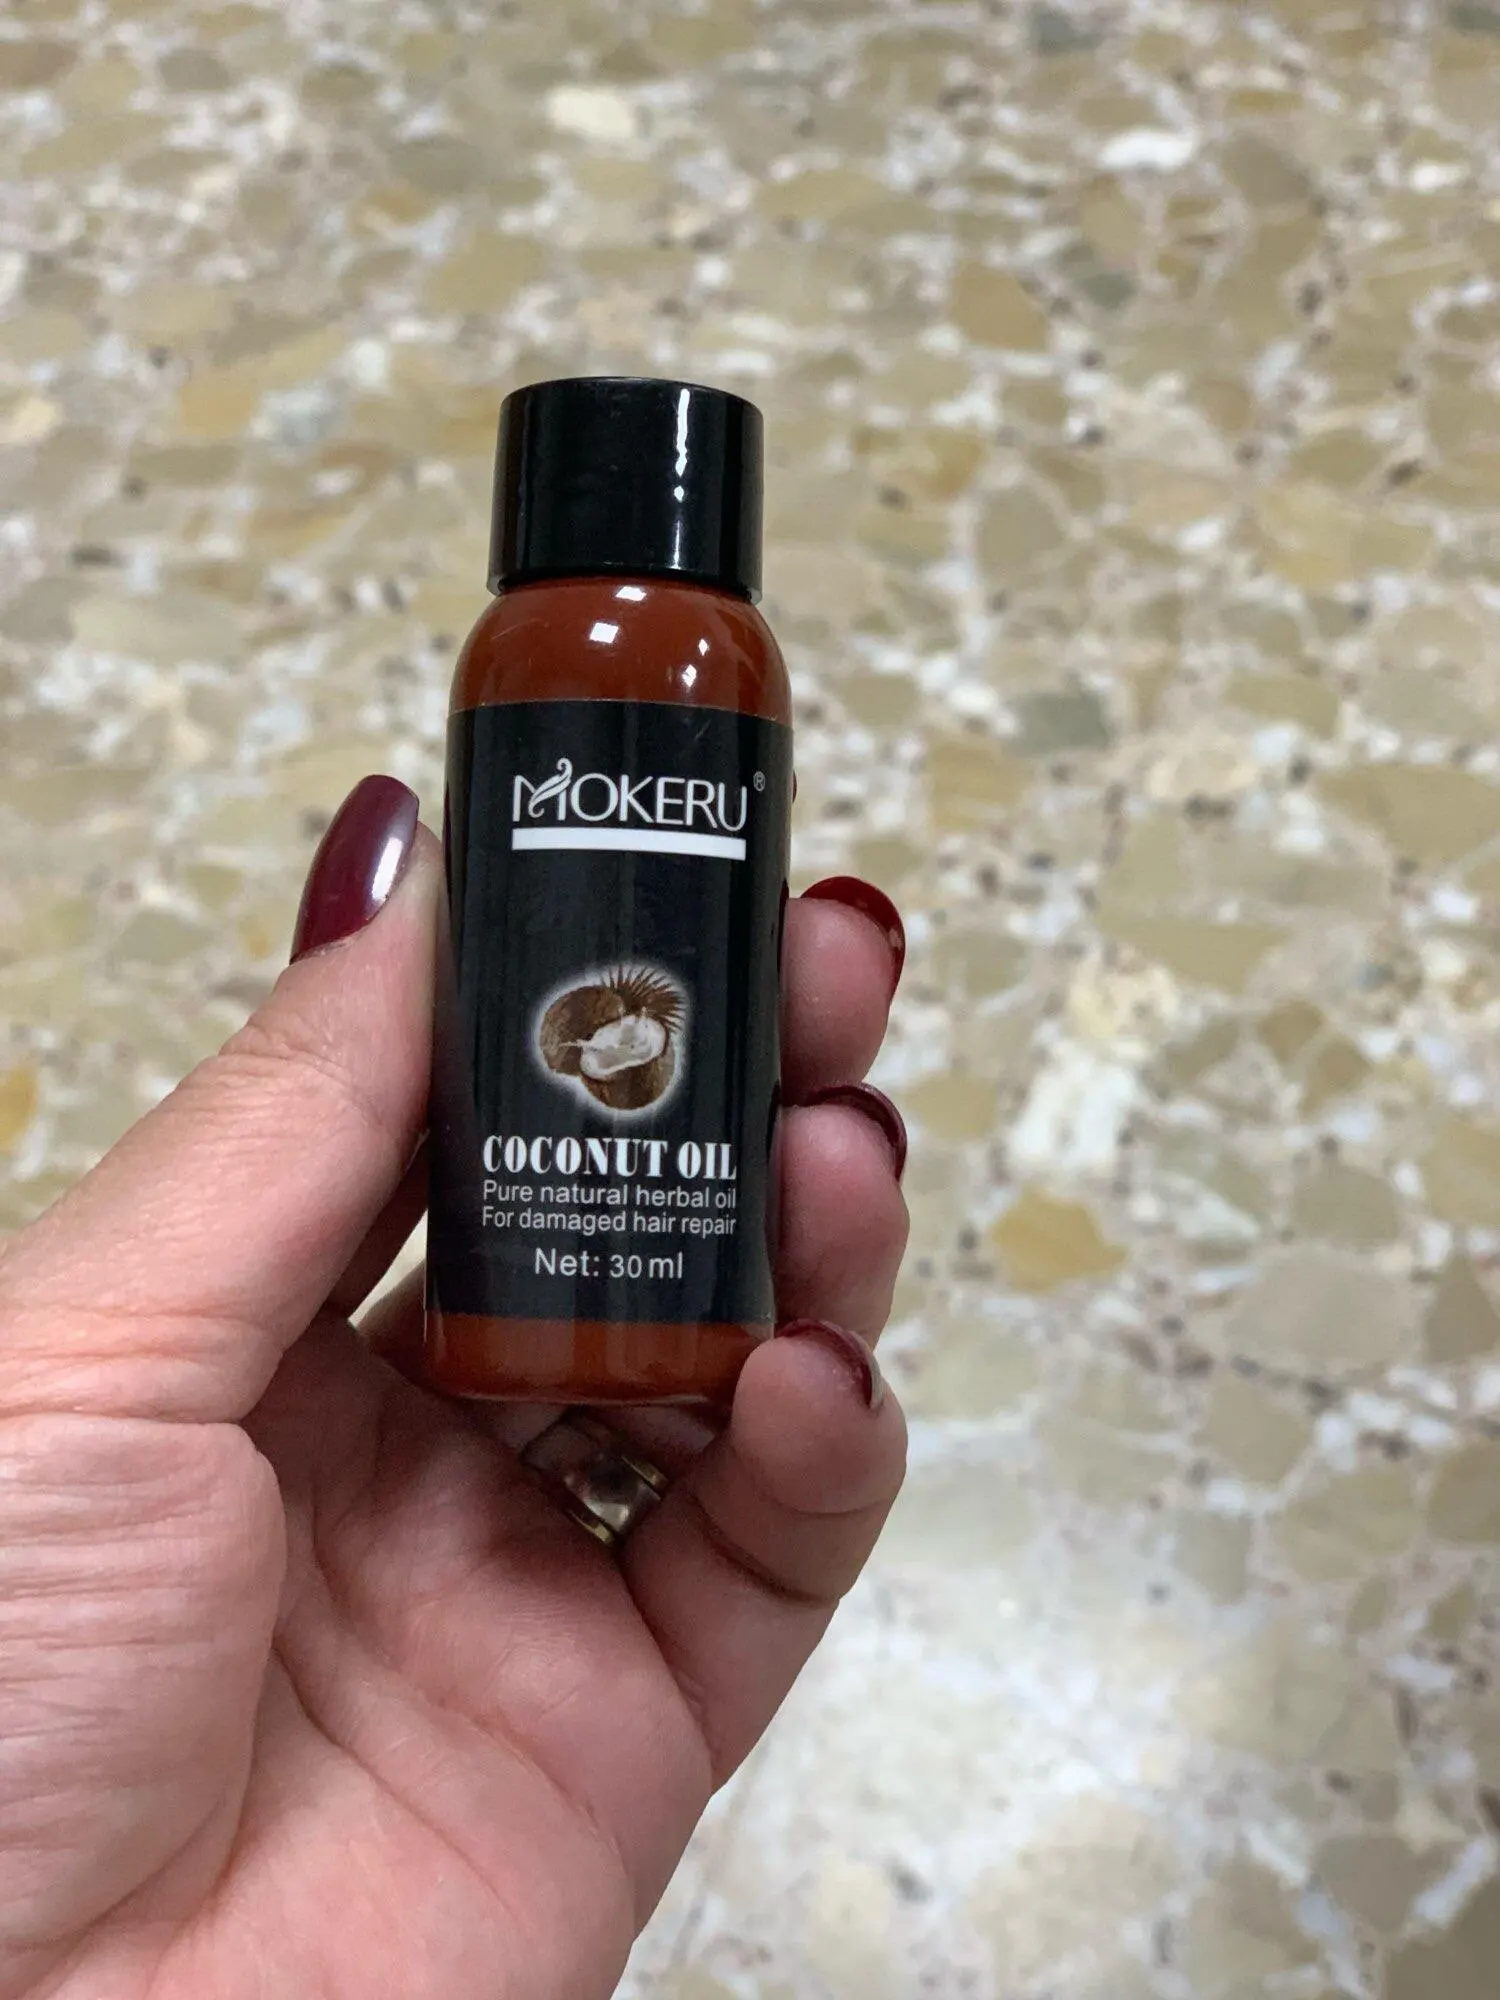 MOKERU®
COCONUT OIL
Pure natural herbal oil
For damaged hair repair
Net: 30 ml